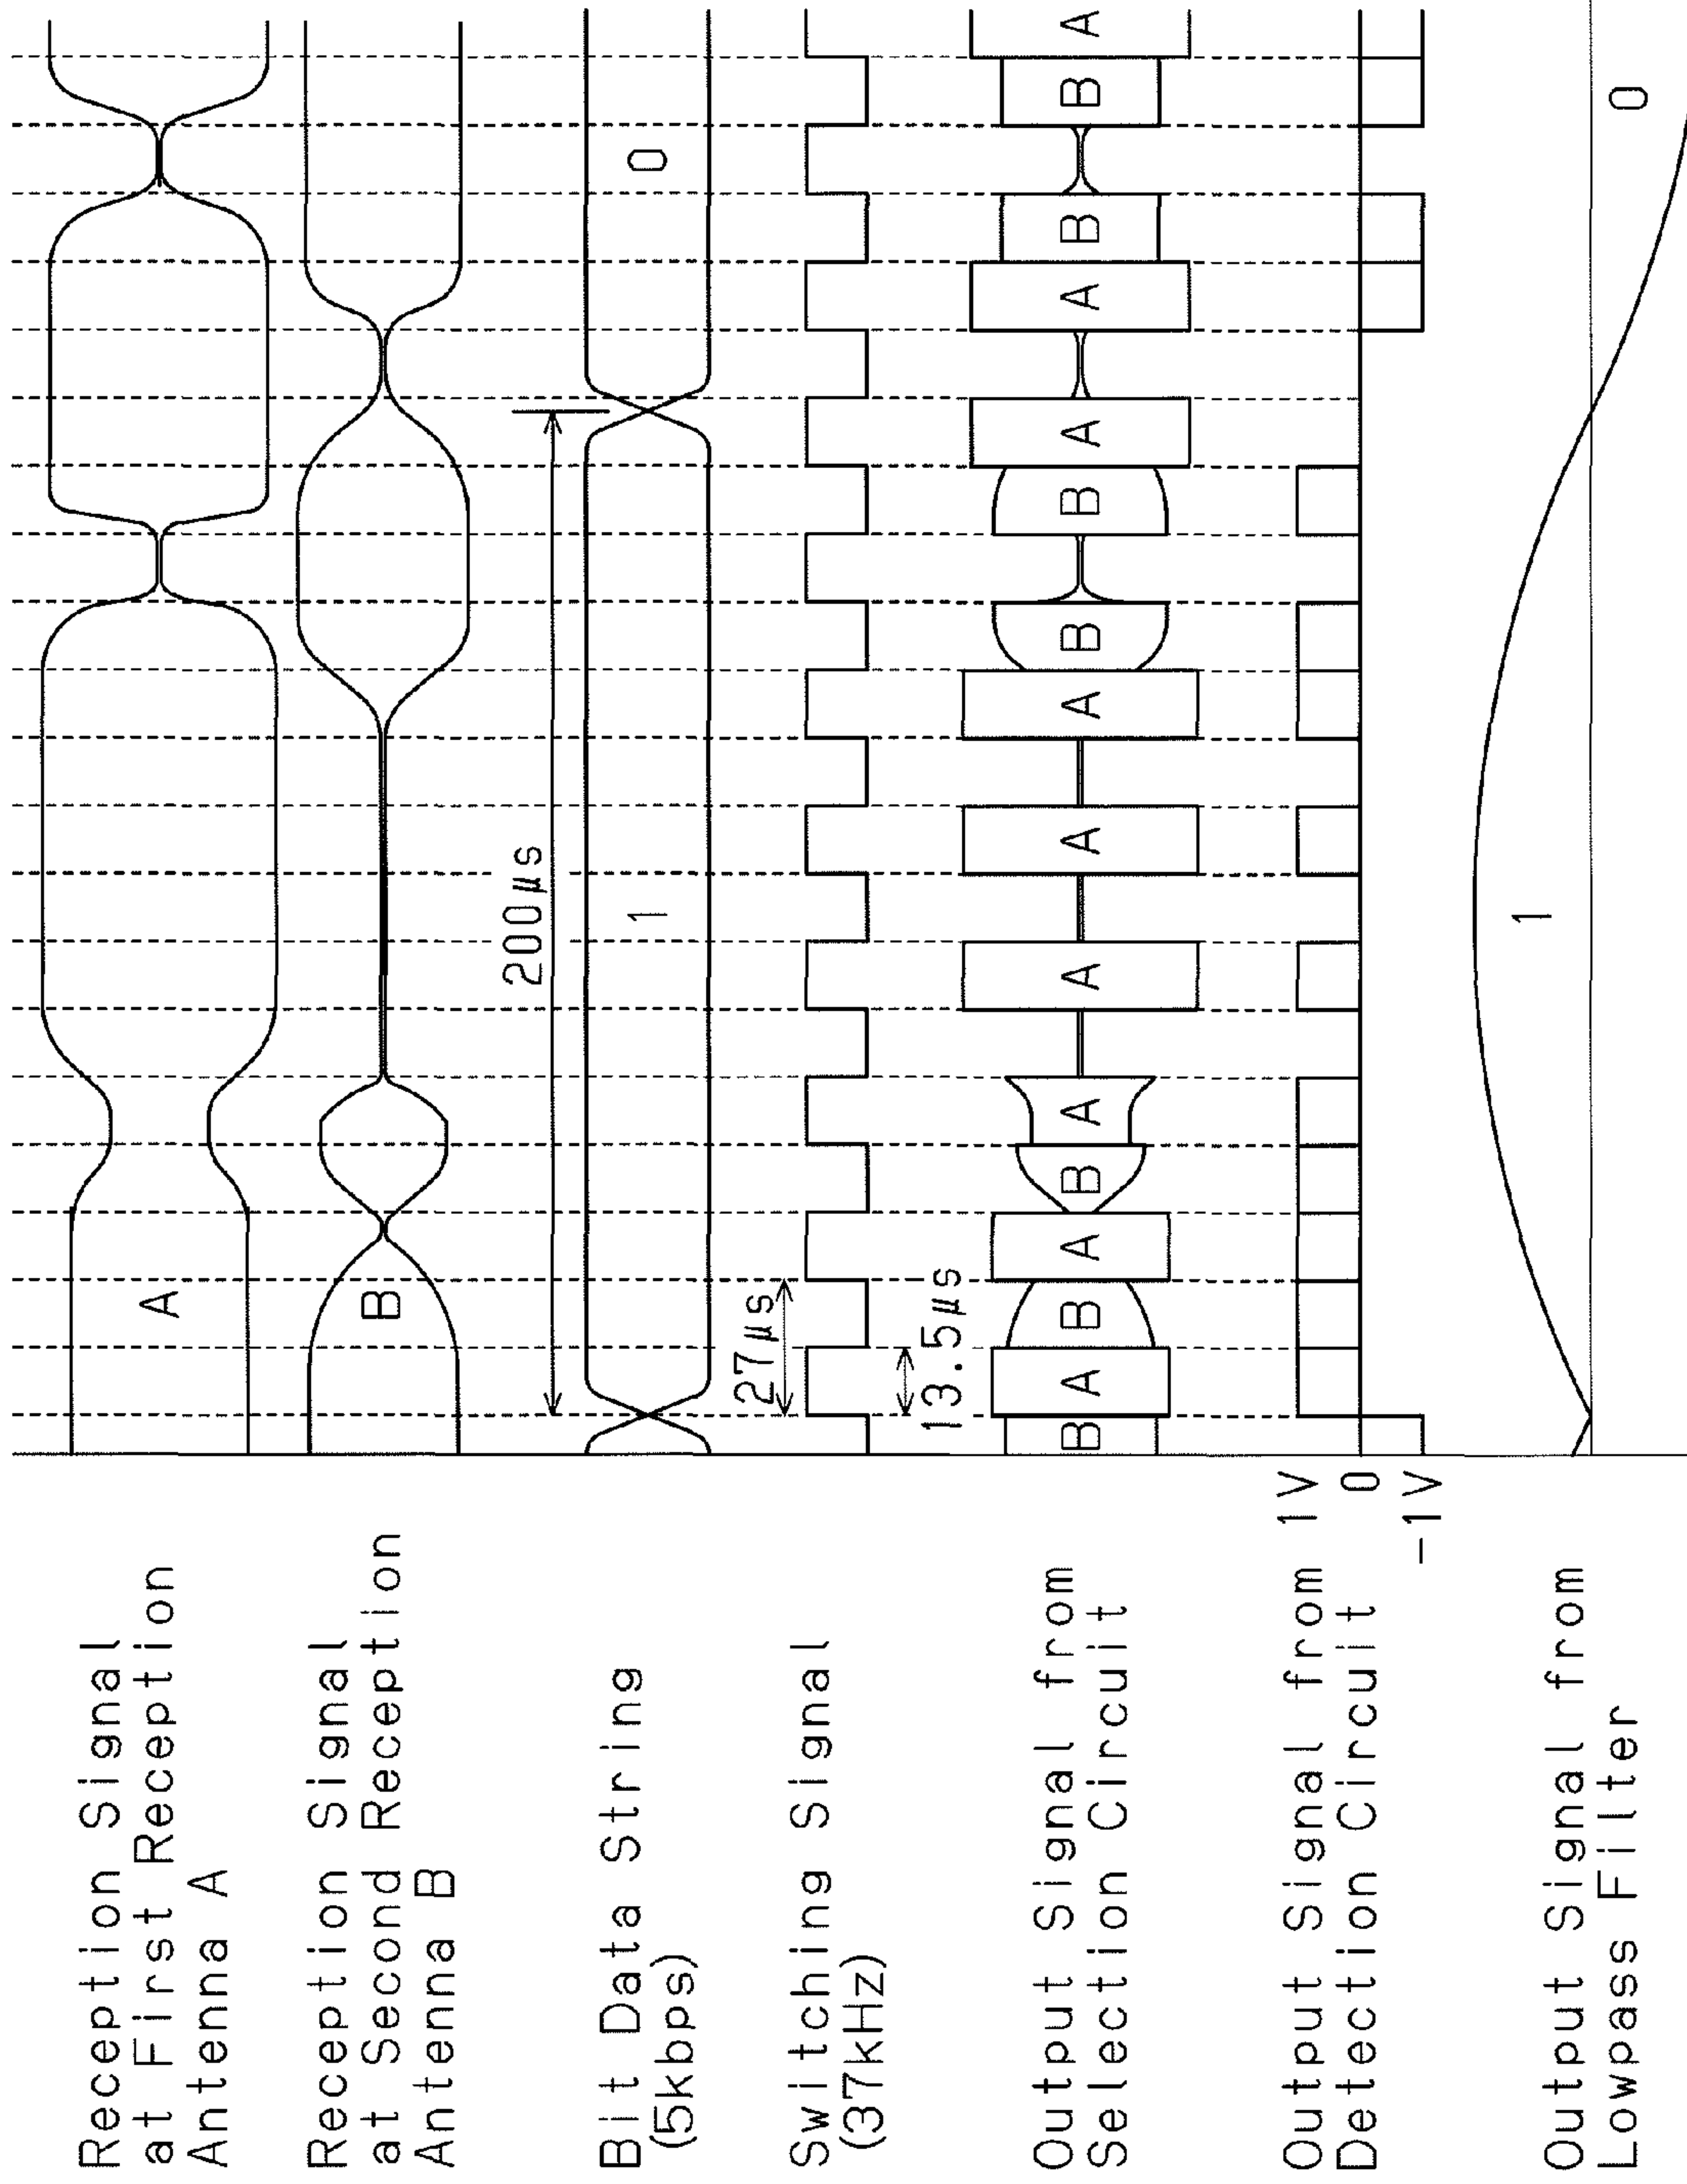 Reception Signal
at First Reception
Antenna A
A
Reception Signal
at Second Reception
Antenna B
B
200μs
Bit Data String
(5kbps)
1
0
27μs
Switching Signal
(37kHz)
13.5μs
Output Signal from
Selection Circuit
B
A
B
A
B
A
A
A
A
B
B
A
A
B
B
A
1V
Output Signal from
Detection Circuit
0
-1V
Output Signal from
Lowpass Filter
1
0